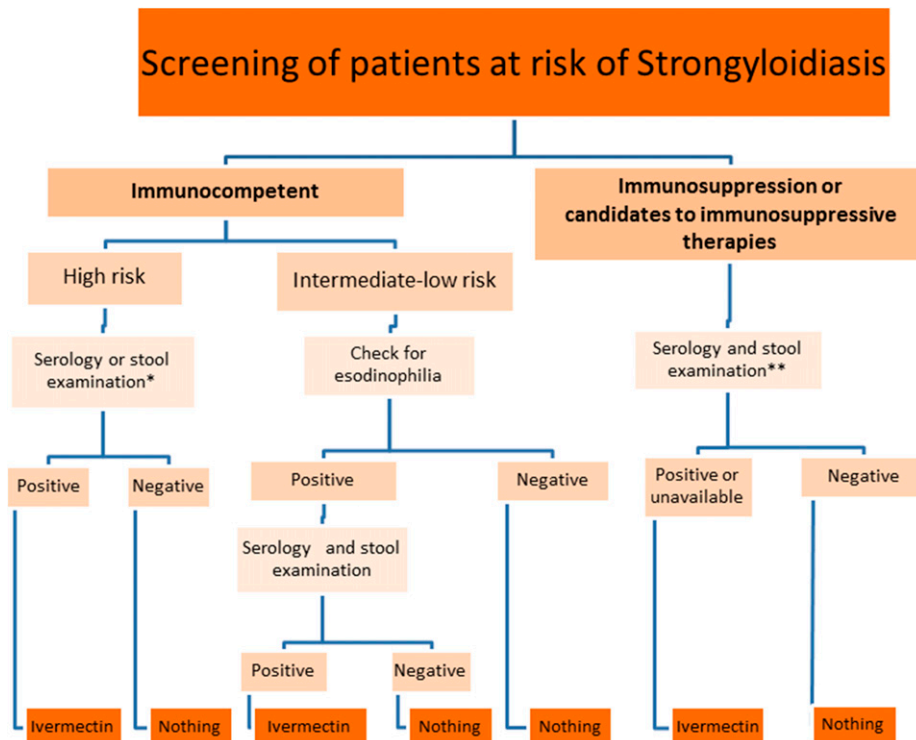 Screening of patients at risk of Strongyloidiasis
Immunocompetent
Immunosuppression or
candidates to immunosuppressive
therapies
High risk
Intermediate-low risk
Serology or stool
examination*
Check for
esodinophilia
Serology and stool
examination**
Positive
Negative
Positive
Negative
Positive or
unavailable
Negative
Serology and stool
examination
Positive
Negative
Ivermectin
Nothing
Ivermectin
Nothing
Nothing
Ivermectin
Nothing